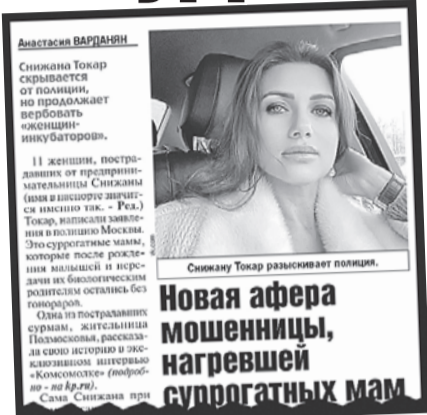 Анастасия ВАРДАНЯН
Снижана Токар
скрывается
от полиции,
но продолжает
вербовать
«женщин-
инкубаторов».
11 женщин, постра-
давших от предприни-
мательницы Снижаны
(имя в паспорте значит-
ся именно так. - Ред.)
Токар, написали заявле-
ния в полицию Москвы.
Это суррогатные мамы,
которые после рожде-
ния малышей и пере-
дачи их биологическим
родителям остались без
гонораров.
Одна из пострадавших
сурмам, жительница
Подмосковья, рассказа-
ла свою историю в экс-
клюзивном интервью
«Комсомолке» (подроб-
но - на kp.ru).
Сама Снижана при
Снижану Токар разыскивает полиция.
Новая афера
мошенницы,
нагревшей
суррогатных мам